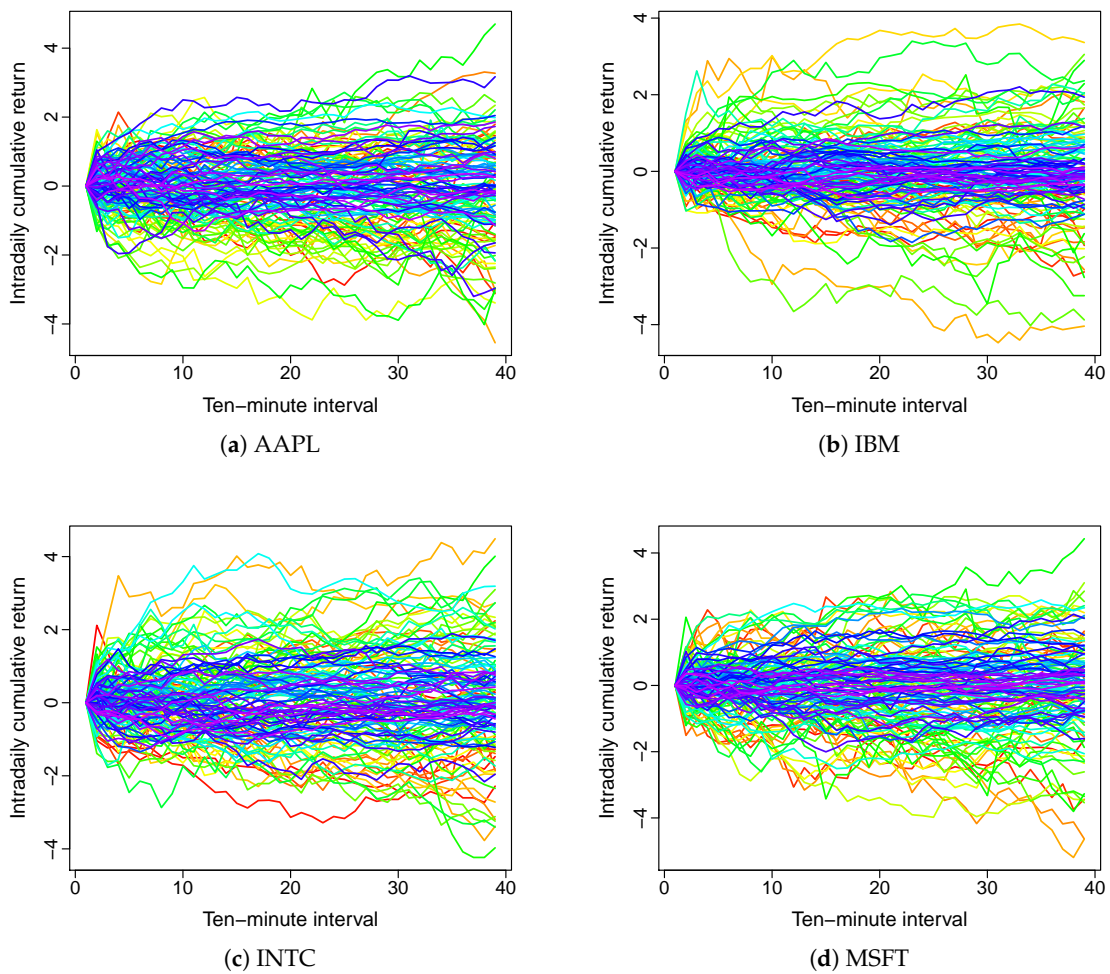 4
2
0
−2
−4
Intradaily cumulative return
0 10 20 30 40
Ten−minute interval
(a) AAPL
4
2
0
−2
−4
Intradaily cumulative return
0 10 20 30 40
Ten−minute interval
(b) IBM
4
2
0
−2
−4
Intradaily cumulative return
0 10 20 30 40
Ten−minute interval
(c) INTC
4
2
0
−2
−4
Intradaily cumulative return
0 10 20 30 40
Ten−minute interval
(d) MSFT